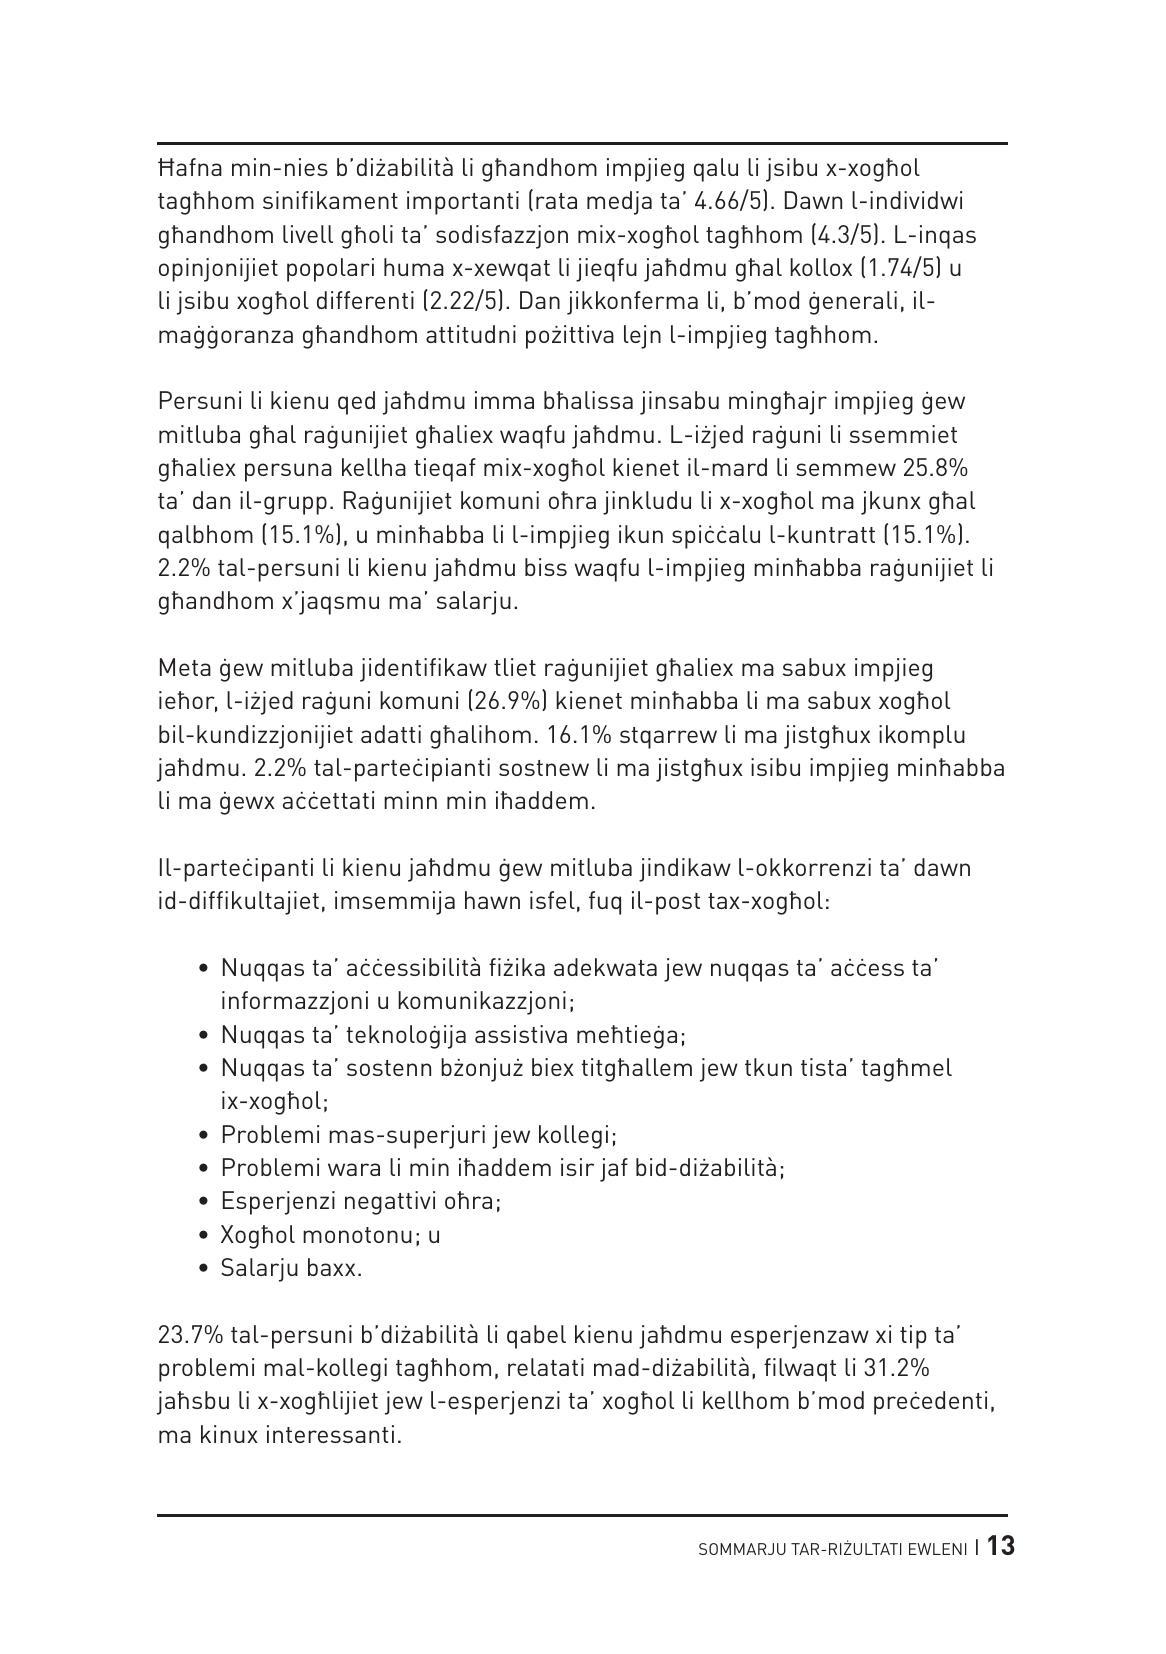 Ħafna min-nies b’diżabilità li għandhom impjieg qalu li jsibu x-xogħol
tagħhom sinifikament importanti (rata medja ta’ 4.66/5). Dawn l-individwi
għandhom livell għoli ta’ sodisfazzjon mix-xogħol tagħhom (4.3/5). L-inqas
opinjonijiet popolari huma x-xewqat li jieqfu jaħdmu għal kollox (1.74/5) u
li jsibu xogħol differenti (2.22/5). Dan jikkonferma li, b’mod ġenerali, il-
maġġoranza għandhom attitudni pożittiva lejn l-impjieg tagħhom.

Persuni li kienu qed jaħdmu imma bħalissa jinsabu mingħajr impjieg ġew
mitluba għal raġunijiet għaliex waqfu jaħdmu. L-iżjed raġuni li ssemmiet
għaliex persuna kellha tieqaf mix-xogħol kienet il-mard li semmew 25.8%
ta’ dan il-grupp. Raġunijiet komuni oħra jinkludu li x-xogħol ma jkunx għal
qalbhom (15.1%), u minħabba li l-impjieg ikun spiċċalu l-kuntratt (15.1%).
2.2% tal-persuni li kienu jaħdmu biss waqfu l-impjieg minħabba raġunijiet li
għandhom x’jaqsmu ma’ salarju.

Meta ġew mitluba jidentifikaw tliet raġunijiet għaliex ma sabux impjieg
ieħor, l-iżjed raġuni komuni (26.9%) kienet minħabba li ma sabux xogħol
bil-kundizzjonijiet adatti għalihom. 16.1% stqarrew li ma jistgħux ikomplu
jaħdmu. 2.2% tal-parteċipianti sostnew li ma jistgħux isibu impjieg minħabba
li ma ġewx aċċettati minn min iħaddem.

Il-parteċipanti li kienu jaħdmu ġew mitluba jindikaw l-okkorrenzi ta’ dawn
id-diffikultajiet, imsemmija hawn isfel, fuq il-post tax-xogħol:

• Nuqqas ta’ aċċessibilità fiżika adekwata jew nuqqas ta’ aċċess ta’
informazzjoni u komunikazzjoni;
• Nuqqas ta’ teknoloġija assistiva meħtieġa;
• Nuqqas ta’ sostenn bżonjuż biex titgħallem jew tkun tista’ tagħmel
ix-xogħol;
• Problemi mas-superjuri jew kollegi;
• Problemi wara li min iħaddem isir jaf bid-diżabilità;
• Esperjenzi negattivi oħra;
• Xogħol monotonu; u
• Salarju baxx.

23.7% tal-persuni b’diżabilità li qabel kienu jaħdmu esperjenzaw xi tip ta’
problemi mal-kollegi tagħhom, relatati mad-diżabilità, filwaqt li 31.2%
jaħsbu li x-xogħlijiet jew l-esperjenzi ta’ xogħol li kellhom b’mod preċedenti,
ma kinux interessanti.

SOMMARJU TAR-RIŻULTATI EWLENI | 13